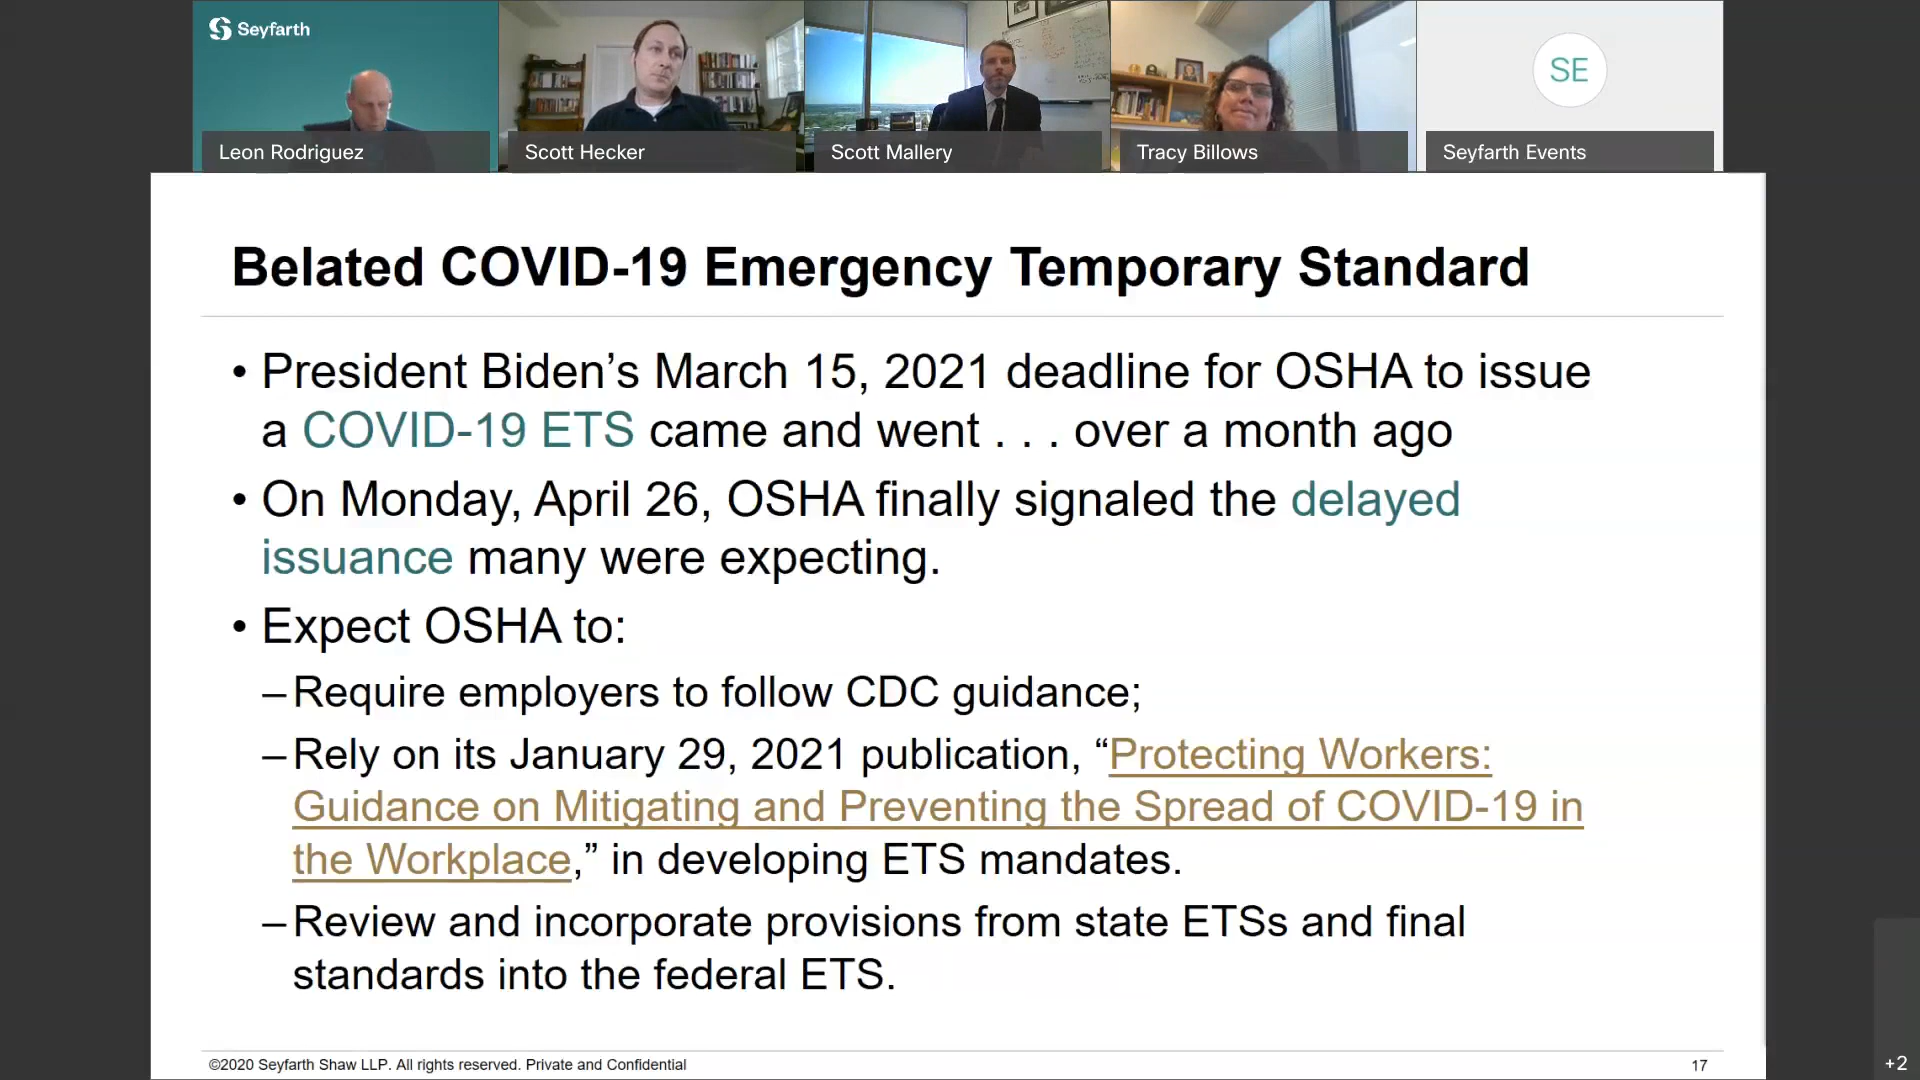 Seyfarth
Leon Rodriguez
Scott Hecker
Scott Mallery
Tracy Billows
SE
Seyfarth Events
Belated COVID-19 Emergency Temporary Standard
• President Biden’s March 15, 2021 deadline for OSHA to issue
a COVID-19 ETS came and went . . . over a month ago
• On Monday, April 26, OSHA finally signaled the delayed
issuance many were expecting.
• Expect OSHA to:
– Require employers to follow CDC guidance;
– Rely on its January 29, 2021 publication, “Protecting Workers:
Guidance on Mitigating and Preventing the Spread of COVID-19 in
the Workplace,” in developing ETS mandates.
– Review and incorporate provisions from state ETSs and final
standards into the federal ETS.
©2020 Seyfarth Shaw LLP. All rights reserved. Private and Confidential
17
+2